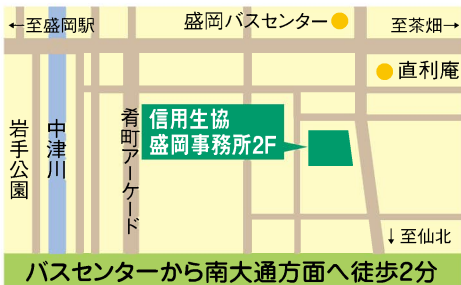 ←至盛岡駅
盛岡バスセンター
至茶畑→
直利庵
岩手公園
中津川
肴町アーケード
信用生協
盛岡事務所2F
↓至仙北
バスセンターから南大通方面へ徒歩2分